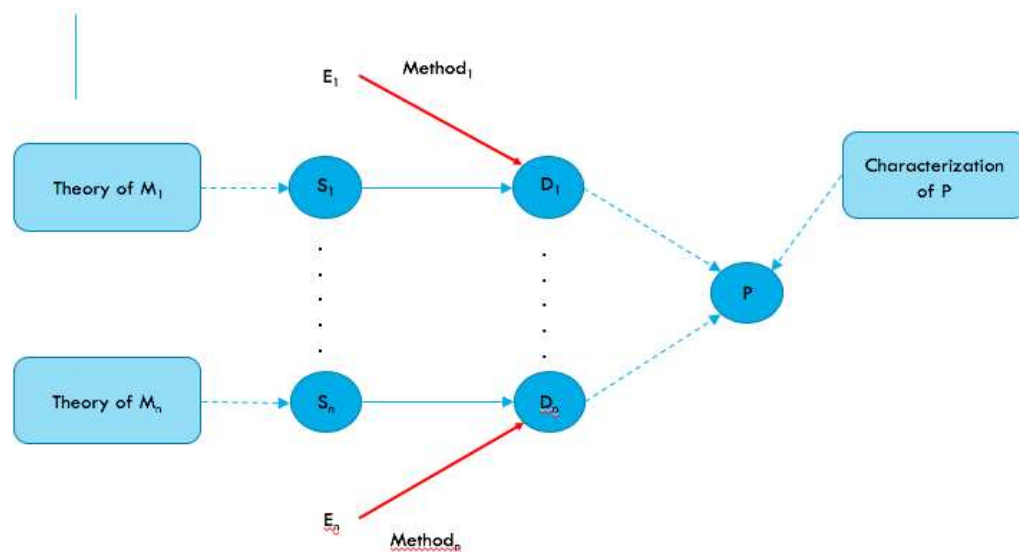 E₁
Method₁
Theory of M₁
S₁
D₁
Characterization
of P
P
Theory of Mₙ
Sₙ
Dₙ
Eₙ
Methodₙ